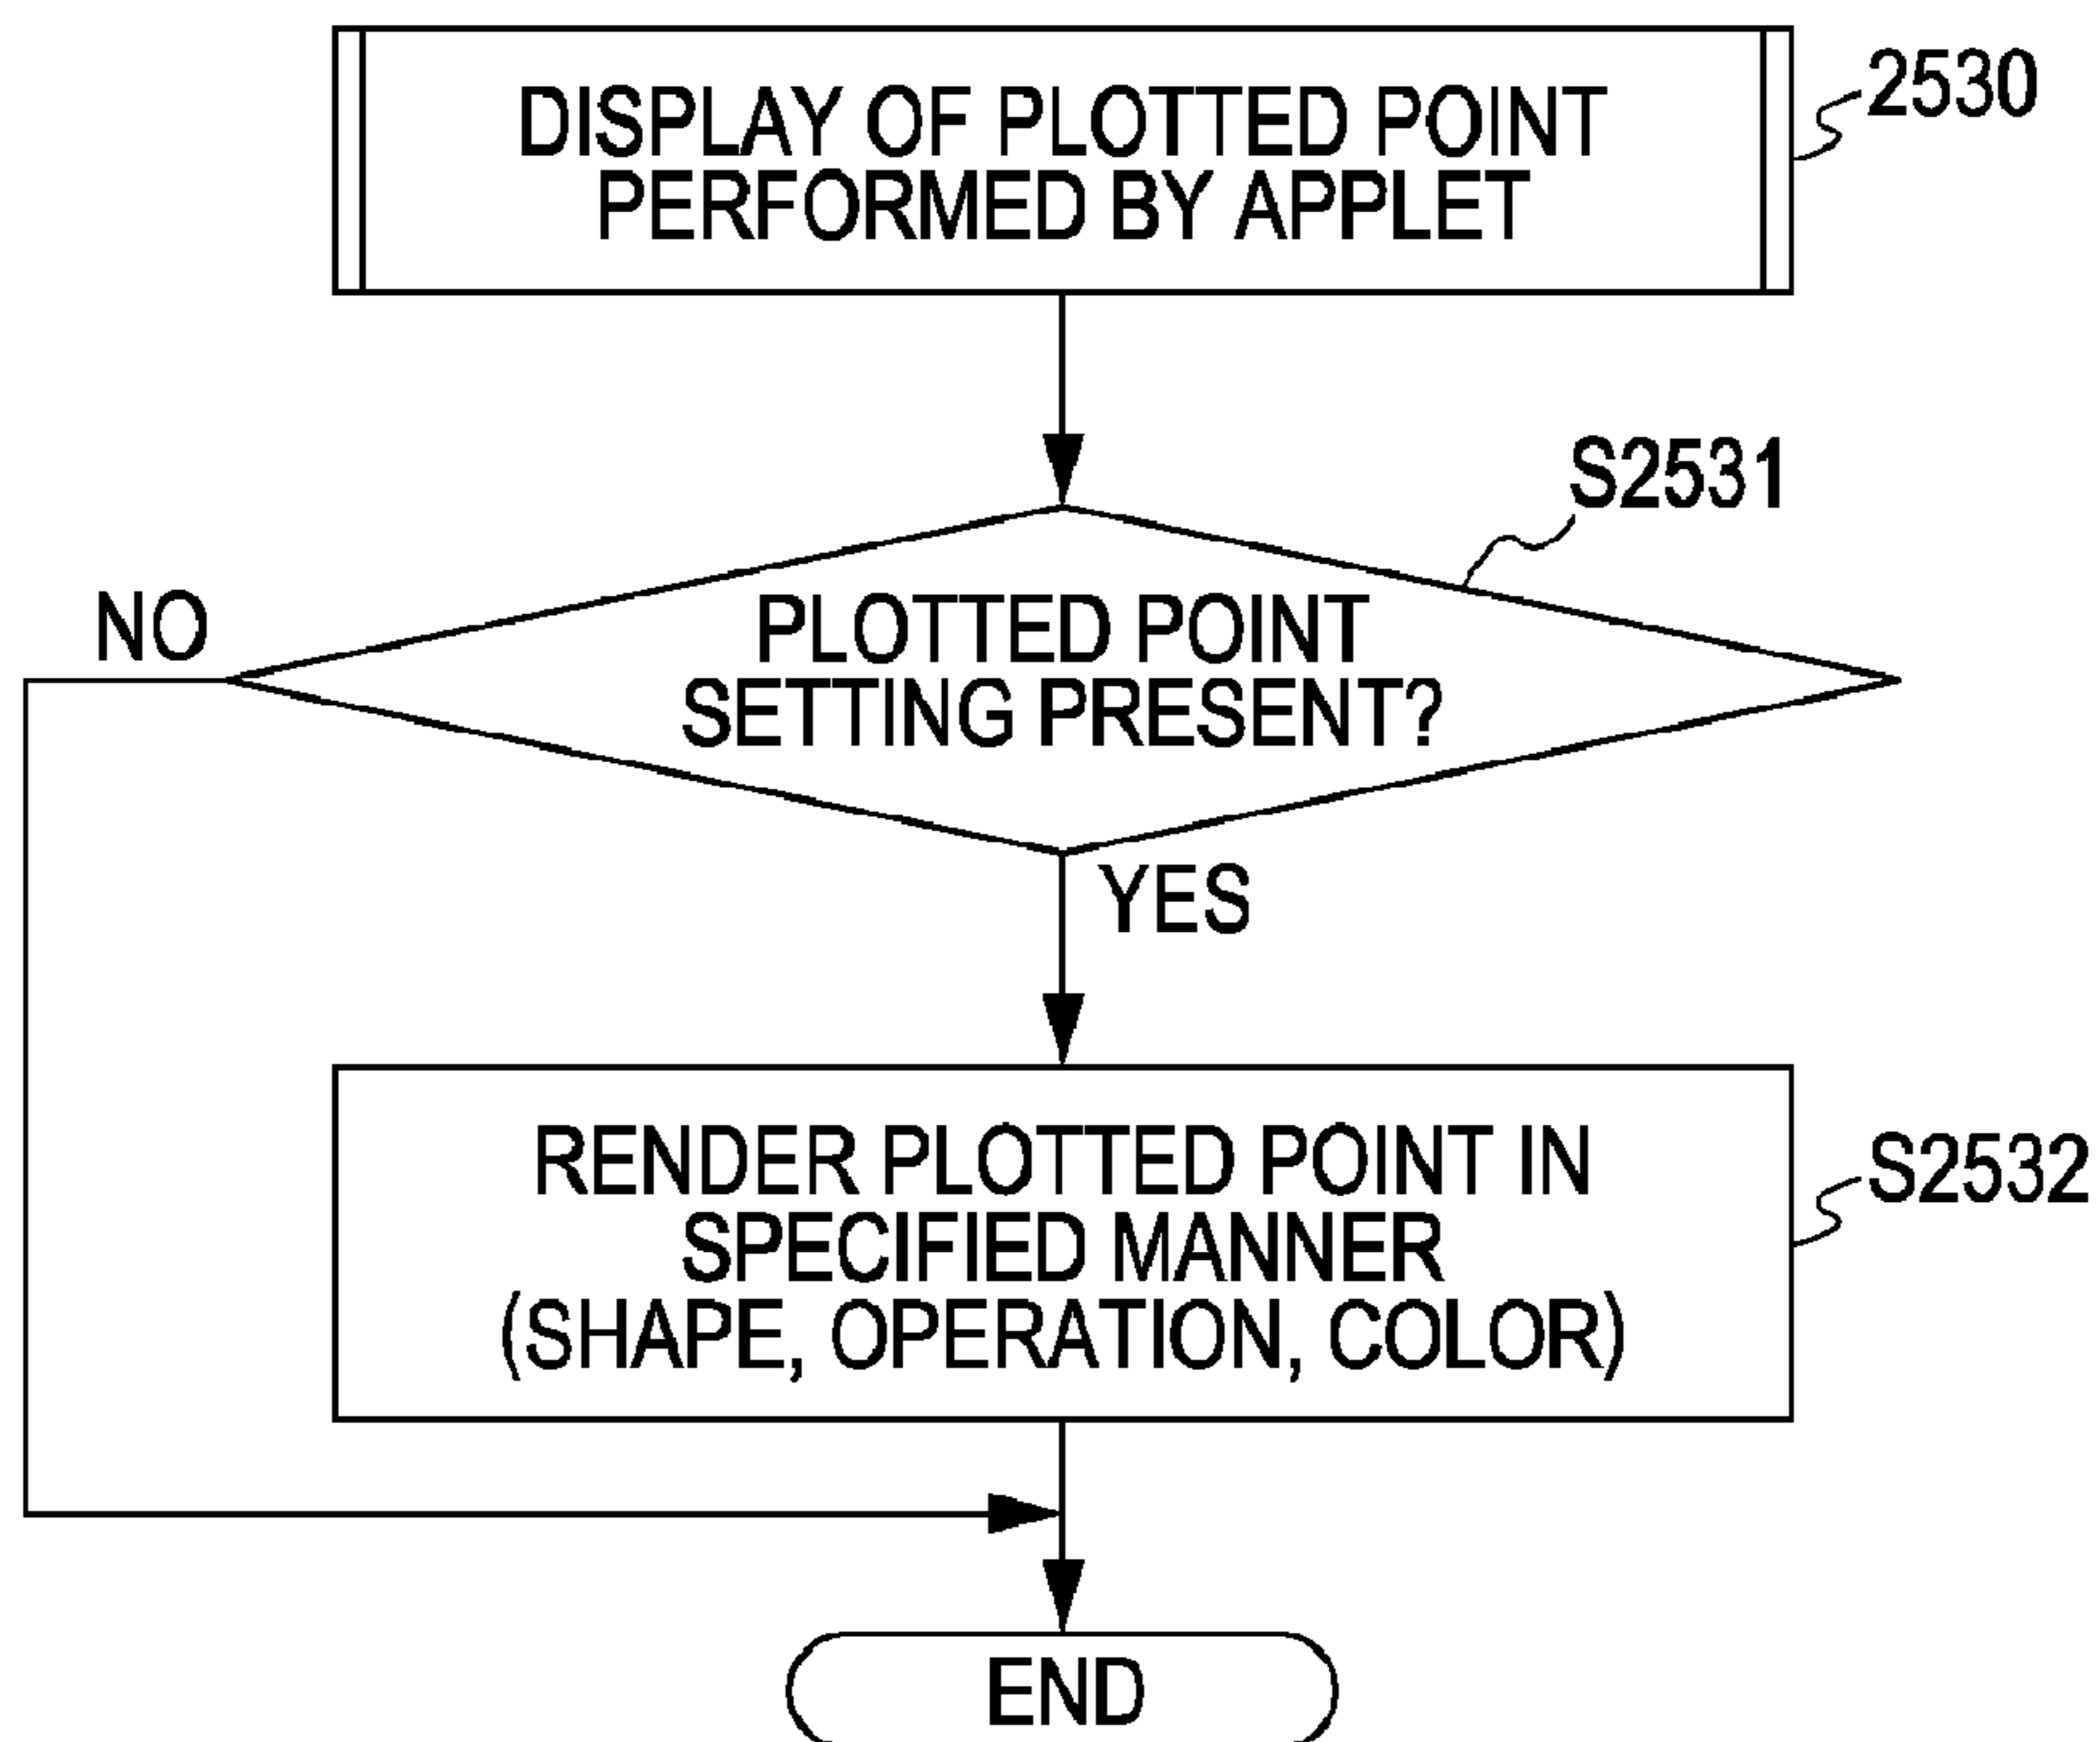 DISPLAY OF PLOTTED POINT
PERFORMED BY APPLET
2530
S2531
NO
PLOTTED POINT
SETTING PRESENT?
YES
RENDER PLOTTED POINT IN
SPECIFIED MANNER
(SHAPE, OPERATION, COLOR)
S2532
END